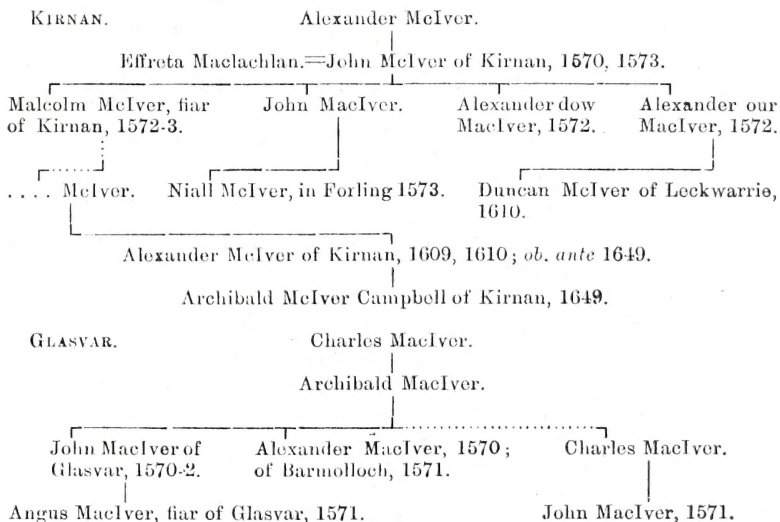 KIRNAN. Alexander McIver.
Effreta Maclachlan.=John McIver of Kirnan, 1570, 1573.
Malcolm McIver, fiar John MacIver. Alexander dow Alexander our
of Kirnan, 1572-3. MacIver, 1572. MacIver, 1572.
.... McIver. Niall McIver, in Forling 1573. Duncan McIver of Leckwarrie,
1610.
Alexander McIver of Kirnan, 1609, 1610; ob. ante 1649.
Archibald McIver Campbell of Kirnan, 1649.
GLASVAR. Charles MacIver.
Archibald MacIver.
John MacIver of Alexander MacIver, 1570; Charles MacIver.
Glasvar, 1570-2. of Barmolloch, 1571.
Angus MacIver, fiar of Glasvar, 1571. John MacIver, 1571.